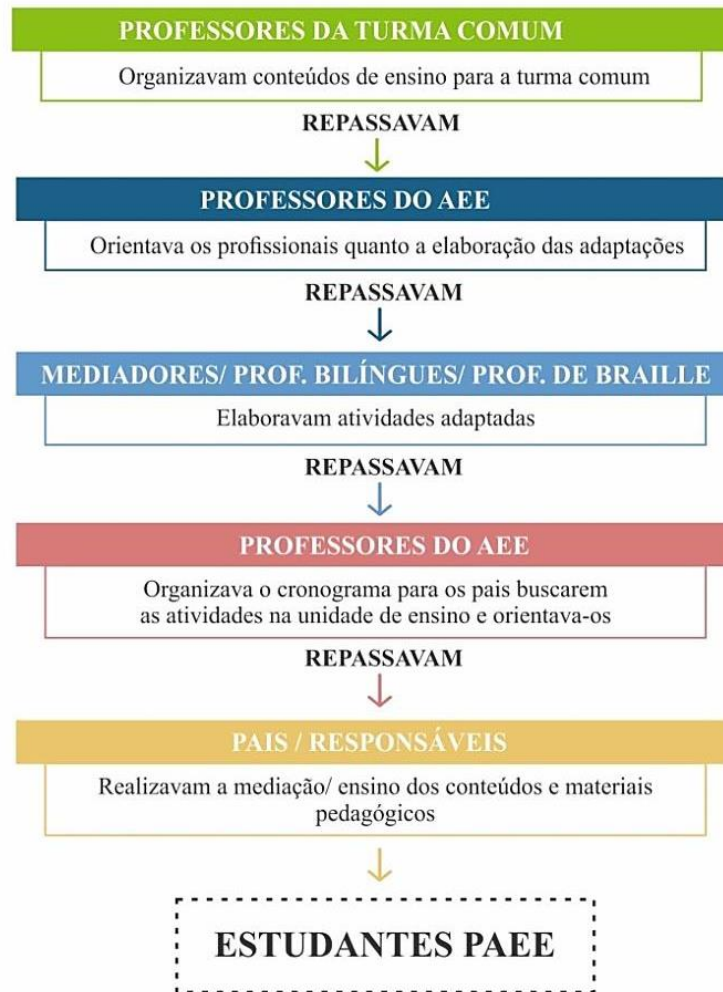 PROFESSORES DA TURMA COMUM
Organizavam conteúdos de ensino para a turma comum
REPASSAVAM
PROFESSORES DO AEE
Orientava os profissionais quanto a elaboração das adaptações
REPASSAVAM
MEDIADORES/ PROF. BILÍNGUES/ PROF. DE BRAILLE
Elaboravam atividades adaptadas
REPASSAVAM
PROFESSORES DO AEE
Organizava o cronograma para os pais buscarem
as atividades na unidade de ensino e orientava-os
REPASSAVAM
PAIS / RESPONSÁVEIS
Realizavam a mediação/ ensino dos conteúdos e materiais
pedagógicos
ESTUDANTES PAEE